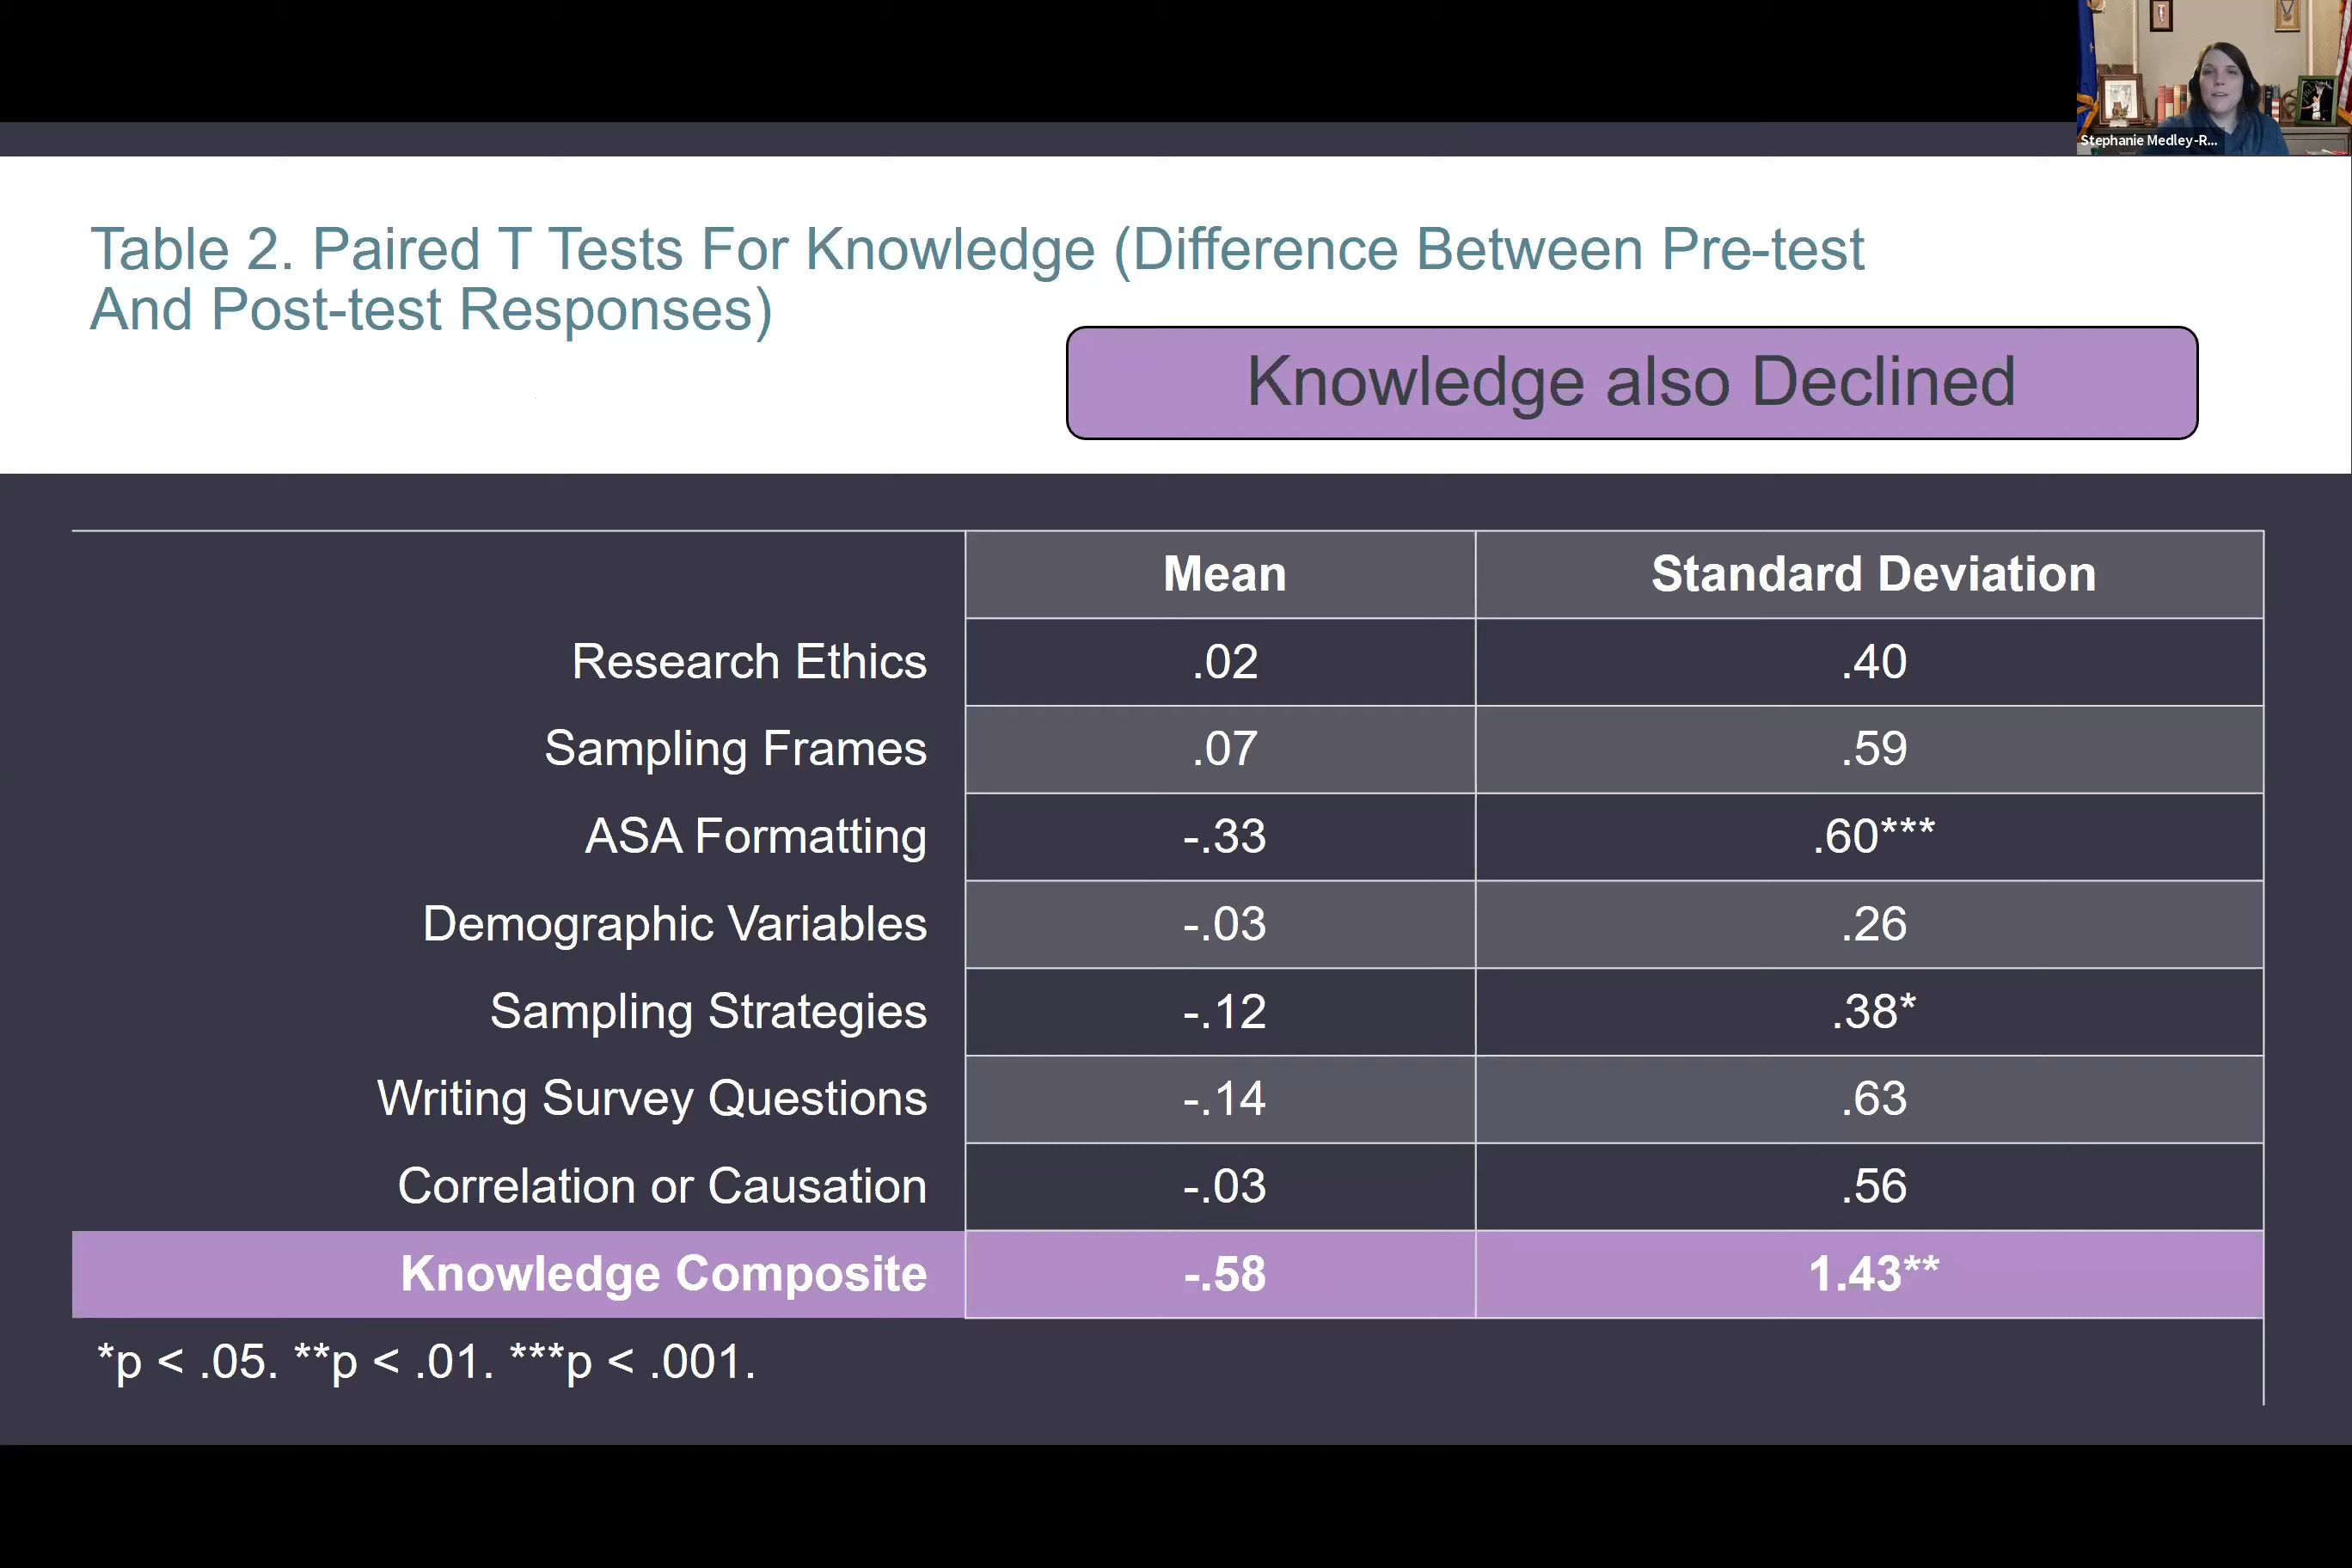 Stephanie Medley-R...
Table 2. Paired T Tests For Knowledge (Difference Between Pre-test
And Post-test Responses)
Knowledge also Declined
Mean Standard Deviation
Research Ethics .02 .40
Sampling Frames .07 .59
ASA Formatting -.33 .60***
Demographic Variables -.03 .26
Sampling Strategies -.12 .38*
Writing Survey Questions -.14 .63
Correlation or Causation -.03 .56
Knowledge Composite -.58 1.43**
*p < .05. **p < .01. ***p < .001.